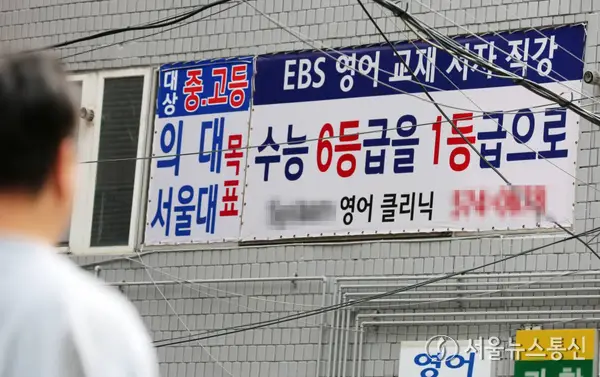 대상 중.고등
의 대
서울대
목표
EBS 영어 교재 저자 직강
수능 6등급을 1등급으로
영어 클리닉
영어
서울뉴스통신